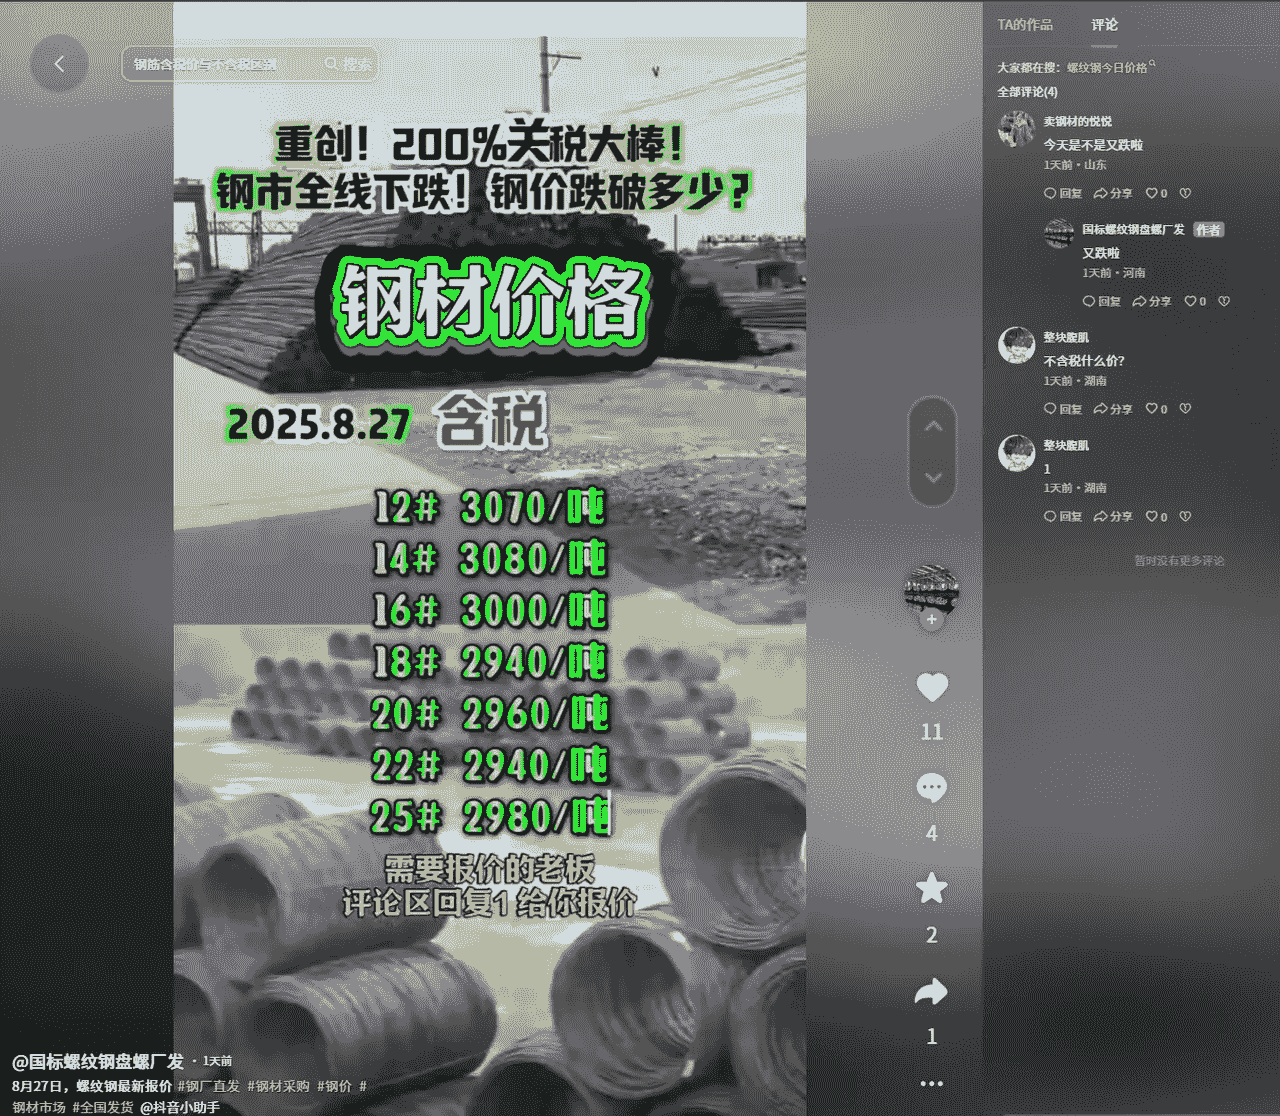 钢筋含税价与不含税区别
搜索
重创！200%关税大棒！
钢市全线下跌！钢价跌破多少？
钢材价格
2025.8.27 含税
12# 3070/吨
14# 3080/吨
16# 3000/吨
18# 2940/吨
20# 2960/吨
22# 2940/吨
25# 2980/吨
需要报价的老板
评论区回复1 给你报价
@国标螺纹钢盘螺厂发 · 1天前
8月27日，螺纹钢最新报价 #钢厂直发 #钢材采购 #钢价 #
钢材市场 #全国发货 @抖音小助手
11
4
2
1
TA的作品 评论
大家都在搜：螺纹钢今日价格
全部评论(4)
卖钢材的悦悦
今天是不是又跌啦
1天前·山东
回复 分享 0
国标螺纹钢盘螺厂发 作者
又跌啦
1天前·河南
回复 分享 0
整块腹肌
不含税什么价?
1天前·湖南
回复 分享 0
整块腹肌
1
1天前·湖南
回复 分享 0
暂时没有更多评论